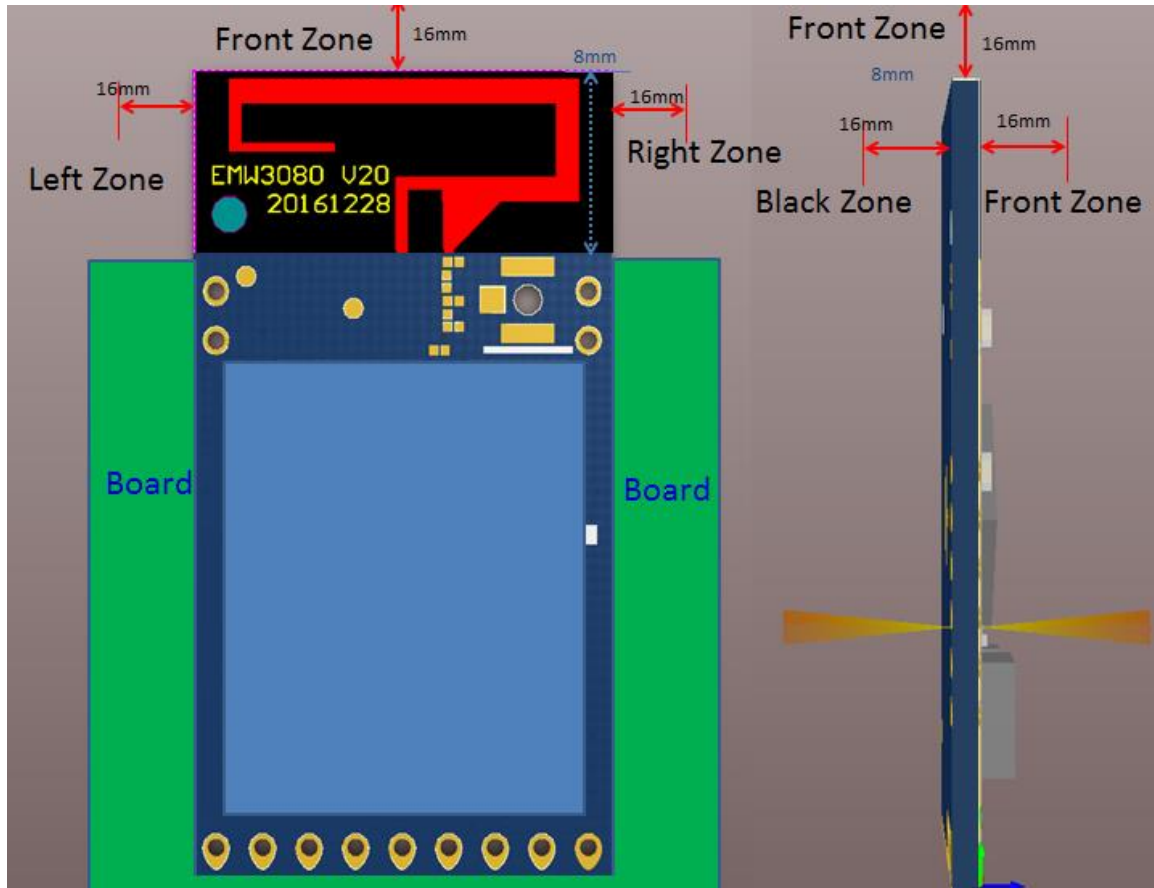 Front Zone
16mm
8mm
16mm
16mm
Left Zone
Right Zone
EMW3080 V20
20161228
Board
Board
Front Zone
16mm
8mm
16mm
16mm
Black Zone
Front Zone